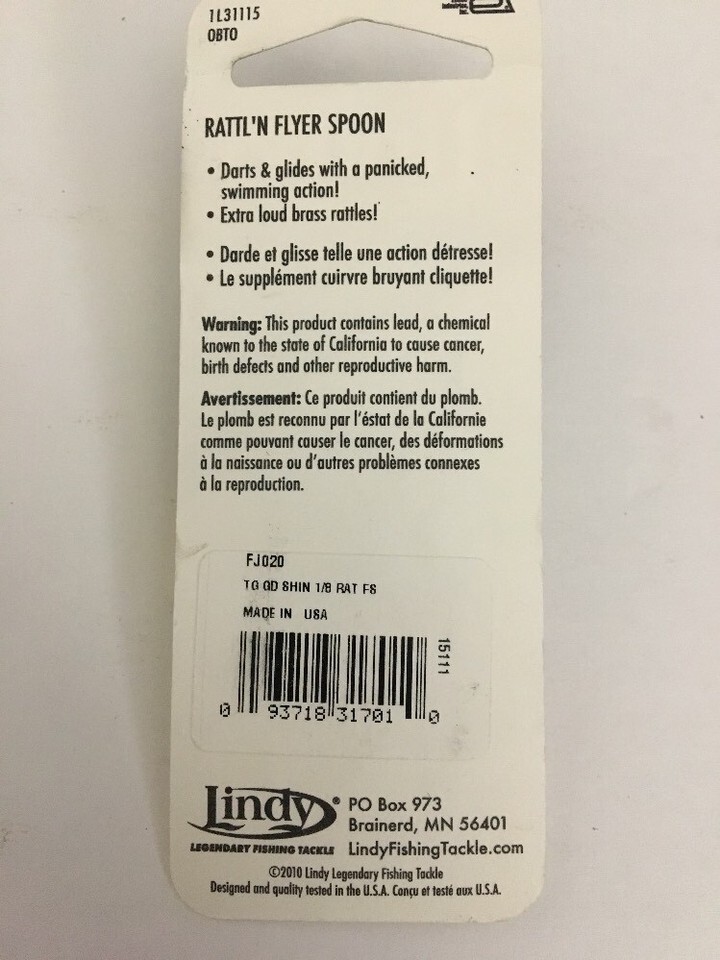 1L31115
OBTO
RATTL'N FLYER SPOON
• Darts & glides with a panicked,
swimming action!
• Extra loud brass rattles!
• Darde et glisse telle une action détresse!
• Le supplément cuirvre bruyant cliquette!
Warning: This product contains lead, a chemical
known to the state of California to cause cancer,
birth defects and other reproductive harm.
Avertissement: Ce produit contient du plomb.
Le plomb est reconnu par l'éstat de la Californie
comme pouvant causer le cancer, des déformations
à la naissance ou d'autres problèmes connexes
à la reproduction.
FJ020
TG GD SHIN 1/8 RAT FS
MADE IN USA
15111
0 93718 31701 0
Lindy®
LEGENDARY FISHING TACKLE
PO Box 973
Brainerd, MN 56401
LindyFishingTackle.com
©2010 Lindy Legendary Fishing Tackle
Designed and quality tested in the U.S.A. Conçu et testé aux U.S.A.